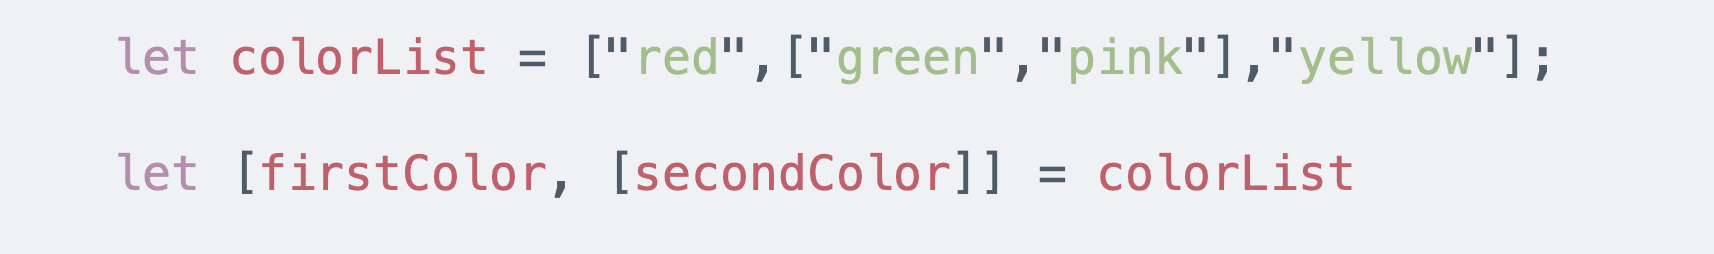 let colorList = ["red",["green","pink"],"yellow"];
let [firstColor, [secondColor]] = colorList